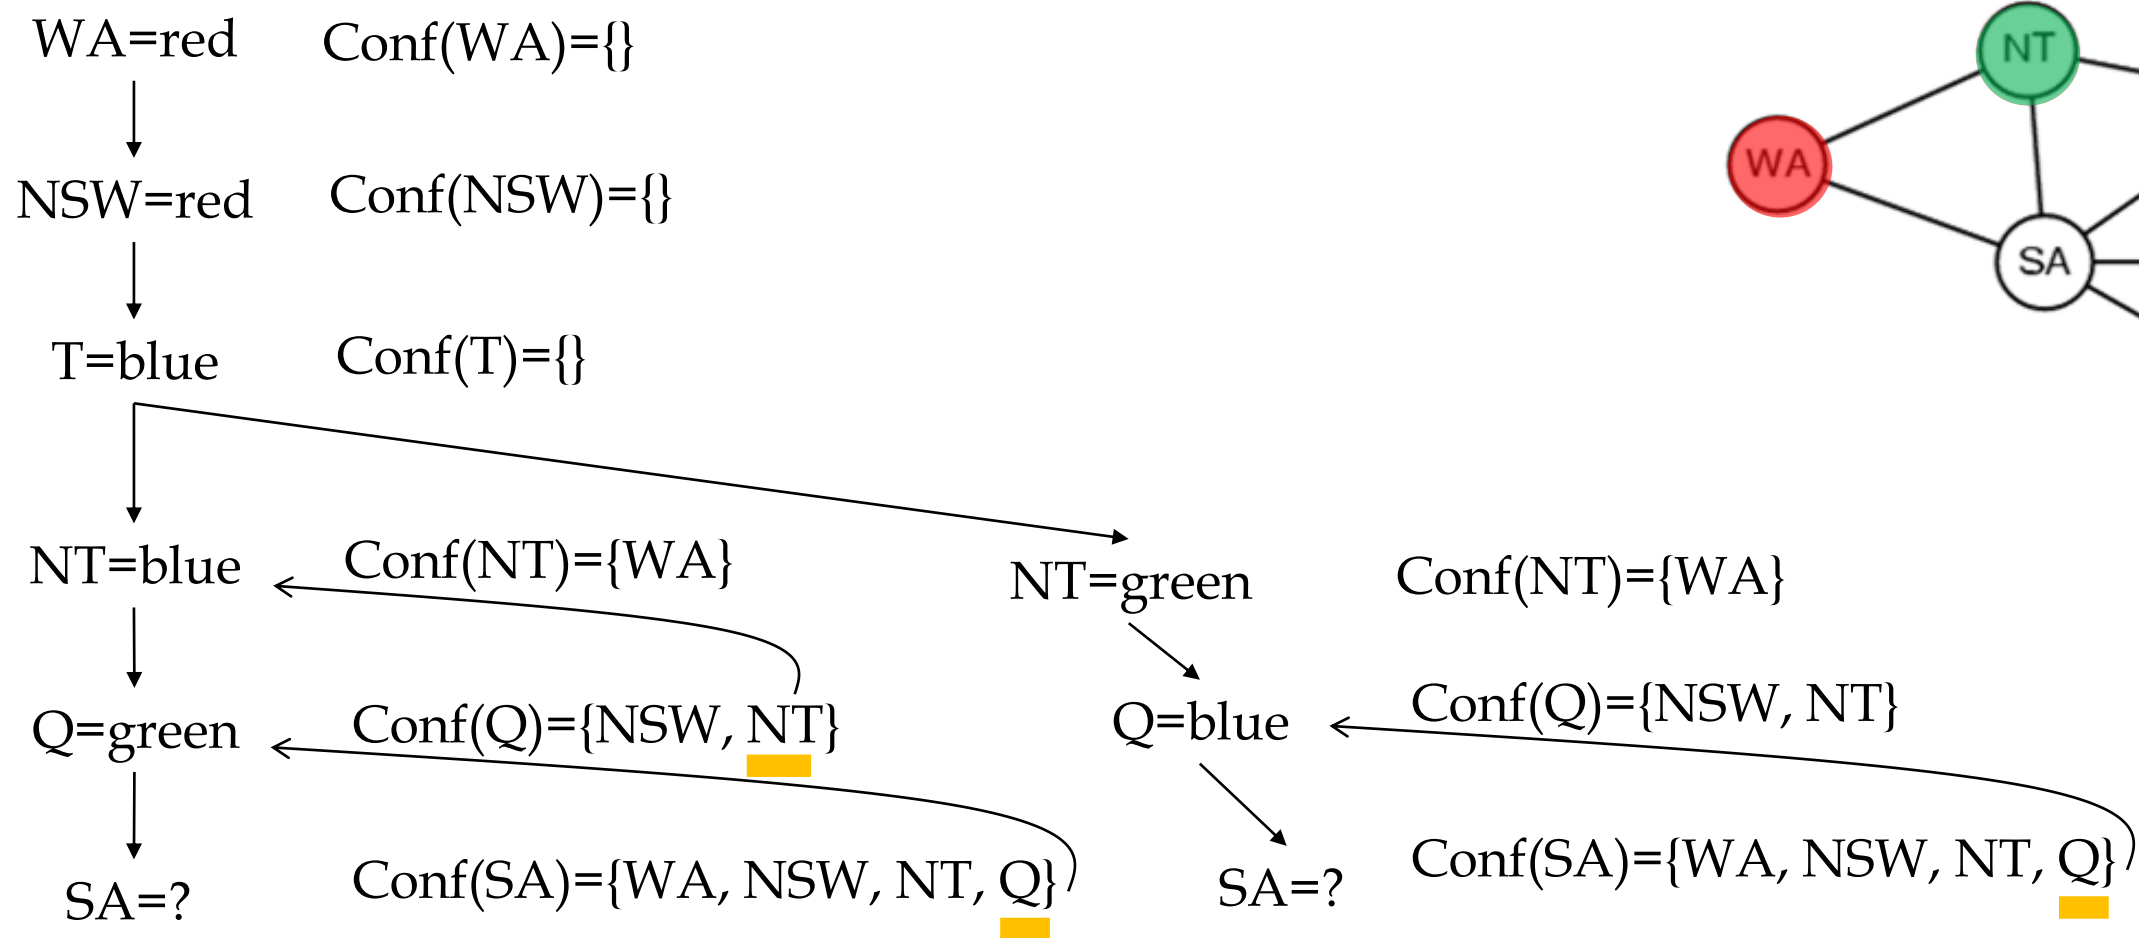 WA=red Conf(WA)={}
NT
WA
NSW=red Conf(NSW)={}
SA
T=blue Conf(T)={}
NT=blue Conf(NT)={WA}
NT=green Conf(NT)={WA}
Q=green Conf(Q)={NSW, NT}
Q=blue Conf(Q)={NSW, NT}
SA=? Conf(SA)={WA, NSW, NT, Q}
SA=? Conf(SA)={WA, NSW, NT, Q}